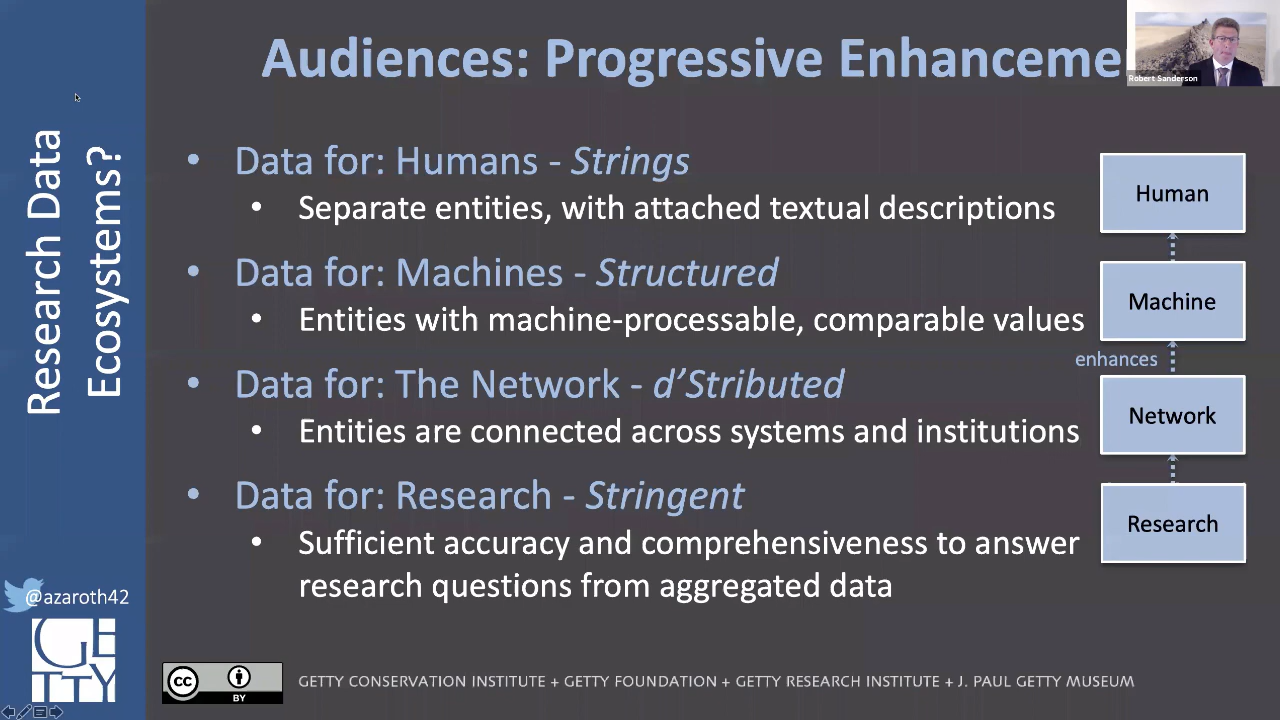 Audiences: Progressive Enhanceme
Robert Sanderson
Research Data
Ecosystems?
• Data for: Humans - Strings
• Separate entities, with attached textual descriptions
• Data for: Machines - Structured
• Entities with machine-processable, comparable values
• Data for: The Network - d’Stributed
• Entities are connected across systems and institutions
• Data for: Research - Stringent
• Sufficient accuracy and comprehensiveness to answer
research questions from aggregated data
Human
Machine
enhances
Network
Research
@azaroth42
GETTY
cc
BY
GETTY CONSERVATION INSTITUTE + GETTY FOUNDATION + GETTY RESEARCH INSTITUTE + J. PAUL GETTY MUSEUM